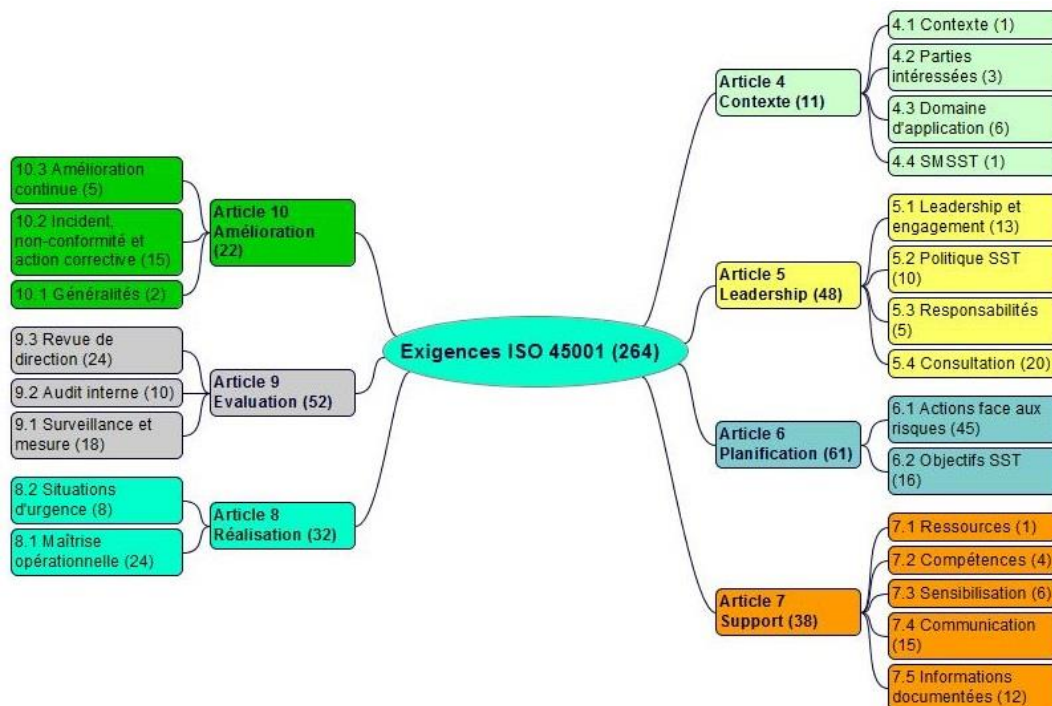 Exigences ISO 45001 (264)
Article 4
Contexte (11)
4.1 Contexte (1)
4.2 Parties
intéressées (3)
4.3 Domaine
d'application (6)
4.4 SMSST (1)
Article 5
Leadership (48)
5.1 Leadership et
engagement (13)
5.2 Politique SST
(10)
5.3 Responsabilités
(5)
5.4 Consultation (20)
Article 6
Planification (61)
6.1 Actions face aux
risques (45)
6.2 Objectifs SST
(16)
Article 7
Support (38)
7.1 Ressources (1)
7.2 Compétences (4)
7.3 Sensibilisation (6)
7.4 Communication
(15)
7.5 Informations
documentées (12)
Article 8
Réalisation (32)
8.2 Situations
d'urgence (8)
8.1 Maîtrise
opérationnelle (24)
Article 9
Evaluation (52)
9.3 Revue de
direction (24)
9.2 Audit interne (10)
9.1 Surveillance et
mesure (18)
Article 10
Amélioration
(22)
10.3 Amélioration
continue (5)
10.2 Incident,
non-conformité et
action corrective (15)
10.1 Généralités (2)